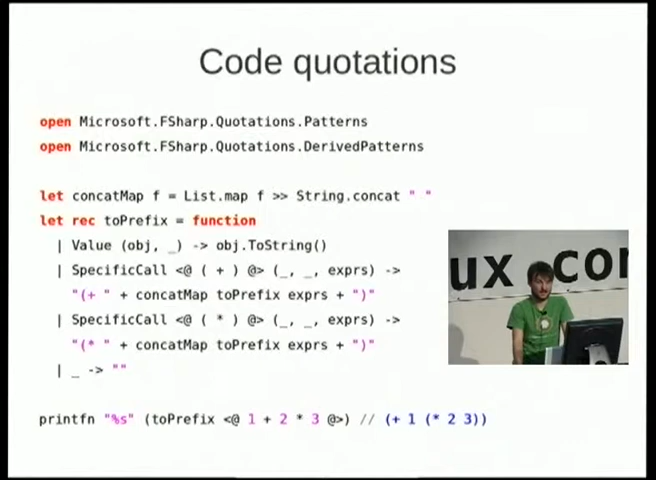 Code quotations
open Microsoft.FSharp.Quotations.Patterns
open Microsoft.FSharp.Quotations.DerivedPatterns
let concatMap f = List.map f >> String.concat " "
let rec toPrefix = function
| Value (obj, _) -> obj.ToString()
| SpecificCall <@ ( + ) @> (_, _, exprs) ->
"(+ " + concatMap toPrefix exprs + ")"
| SpecificCall <@ ( * ) @> (_, _, exprs) ->
"(* " + concatMap toPrefix exprs + ")"
| _ -> ""
printfn "%s" (toPrefix <@ 1 + 2 * 3 @>) // (+ 1 (* 2 3))
ux con